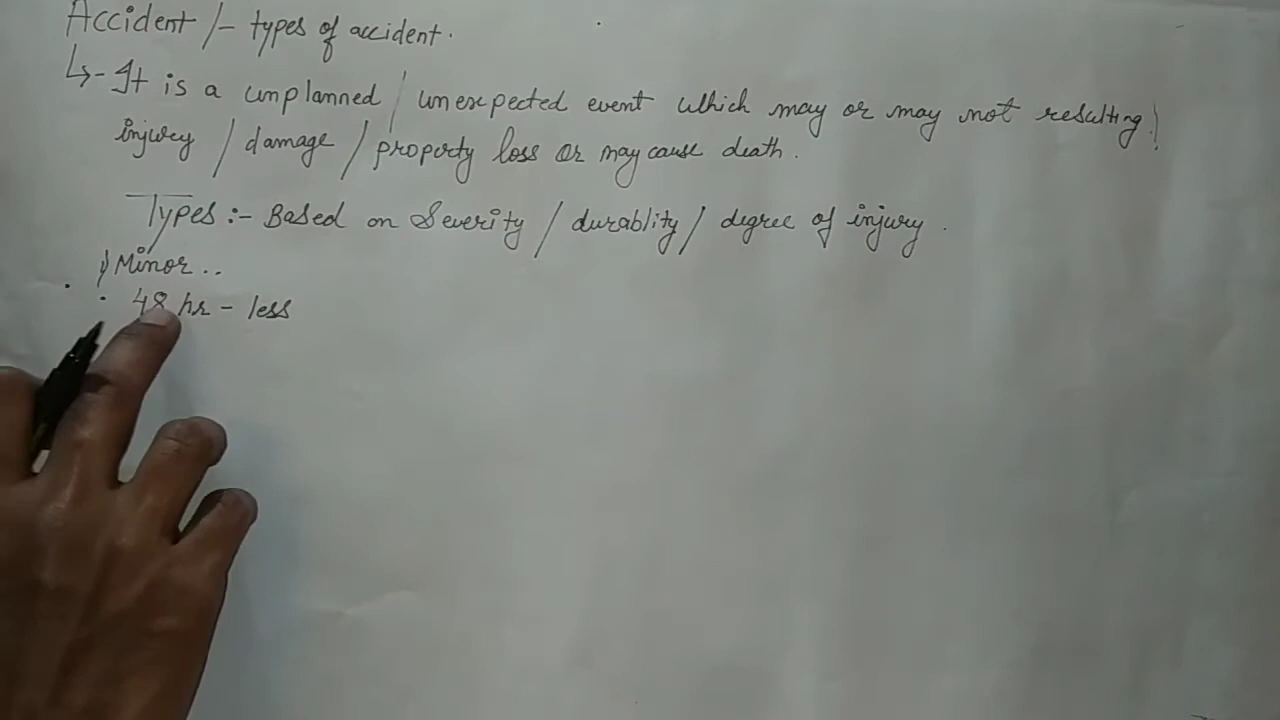 Accident /- types of accident.
↳- It is a unplanned / unexpected event which may or may not resulting /
injury / damage / property loss or may cause death.
Types :- Based on Severity / durablity / degree of injury.
1) Minor..
• 48 hr - less